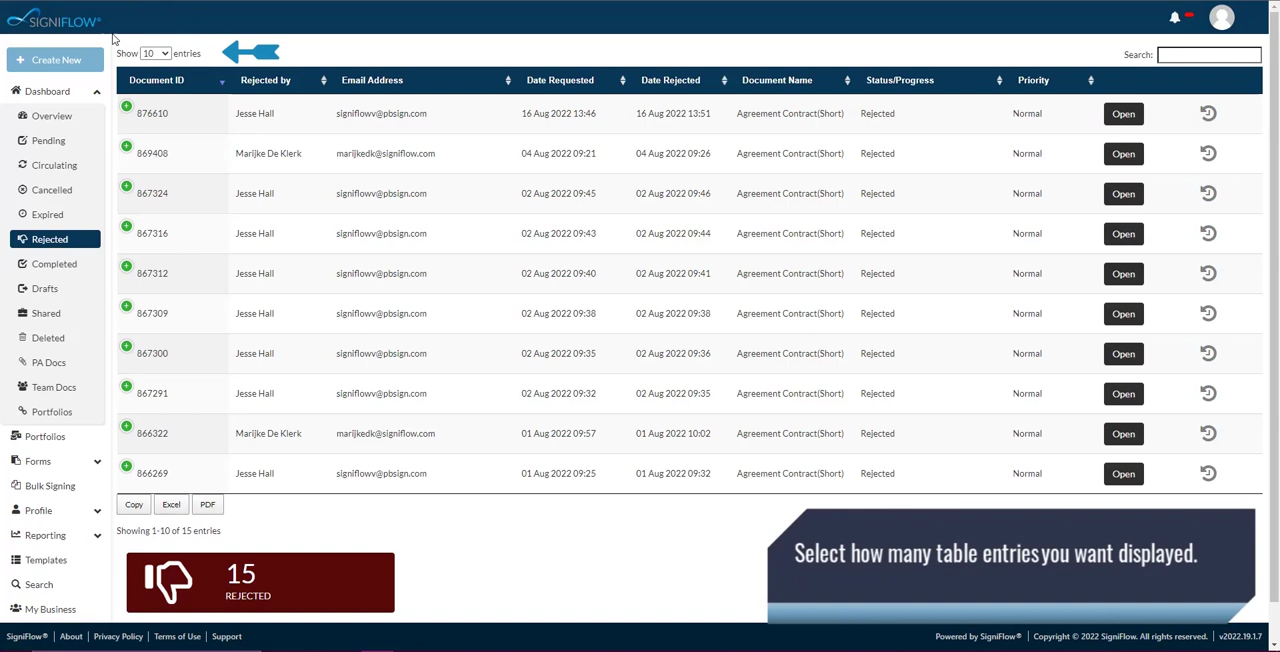 SIGNIFLOW®
Create New
Show 10 entries
Search:
Dashboard
Overview
Pending
Circulating
Cancelled
Expired
Rejected
Completed
Drafts
Shared
Deleted
PA Docs
Team Docs
Portfolios
Portfolios
Forms
Bulk Signing
Profile
Reporting
Templates
Search
My Business
Document ID Rejected by Email Address Date Requested Date Rejected Document Name Status/Progress Priority
876610 Jesse Hall signiflowv@pbsign.com 16 Aug 2022 13:46 16 Aug 2022 13:51 Agreement Contract(Short) Rejected Normal Open
869408 Marijke De Klerk marijkedk@signiflow.com 04 Aug 2022 09:21 04 Aug 2022 09:26 Agreement Contract(Short) Rejected Normal Open
867324 Jesse Hall signiflowv@pbsign.com 02 Aug 2022 09:45 02 Aug 2022 09:46 Agreement Contract(Short) Rejected Normal Open
867316 Jesse Hall signiflowv@pbsign.com 02 Aug 2022 09:43 02 Aug 2022 09:44 Agreement Contract(Short) Rejected Normal Open
867312 Jesse Hall signiflowv@pbsign.com 02 Aug 2022 09:40 02 Aug 2022 09:41 Agreement Contract(Short) Rejected Normal Open
867309 Jesse Hall signiflowv@pbsign.com 02 Aug 2022 09:38 02 Aug 2022 09:38 Agreement Contract(Short) Rejected Normal Open
867300 Jesse Hall signiflowv@pbsign.com 02 Aug 2022 09:35 02 Aug 2022 09:36 Agreement Contract(Short) Rejected Normal Open
867291 Jesse Hall signiflowv@pbsign.com 02 Aug 2022 09:32 02 Aug 2022 09:35 Agreement Contract(Short) Rejected Normal Open
866322 Marijke De Klerk marijkedk@signiflow.com 01 Aug 2022 09:57 01 Aug 2022 10:02 Agreement Contract(Short) Rejected Normal Open
866269 Jesse Hall signiflowv@pbsign.com 01 Aug 2022 09:25 01 Aug 2022 09:32 Agreement Contract(Short) Rejected Normal Open
Copy Excel PDF
Showing 1-10 of 15 entries
15
REJECTED
Select how many table entries you want displayed.
SigniFlow® | About | Privacy Policy | Terms of Use | Support
Powered by SigniFlow® | Copyright © 2022 SigniFlow. All rights reserved. | v2022.19.1.7